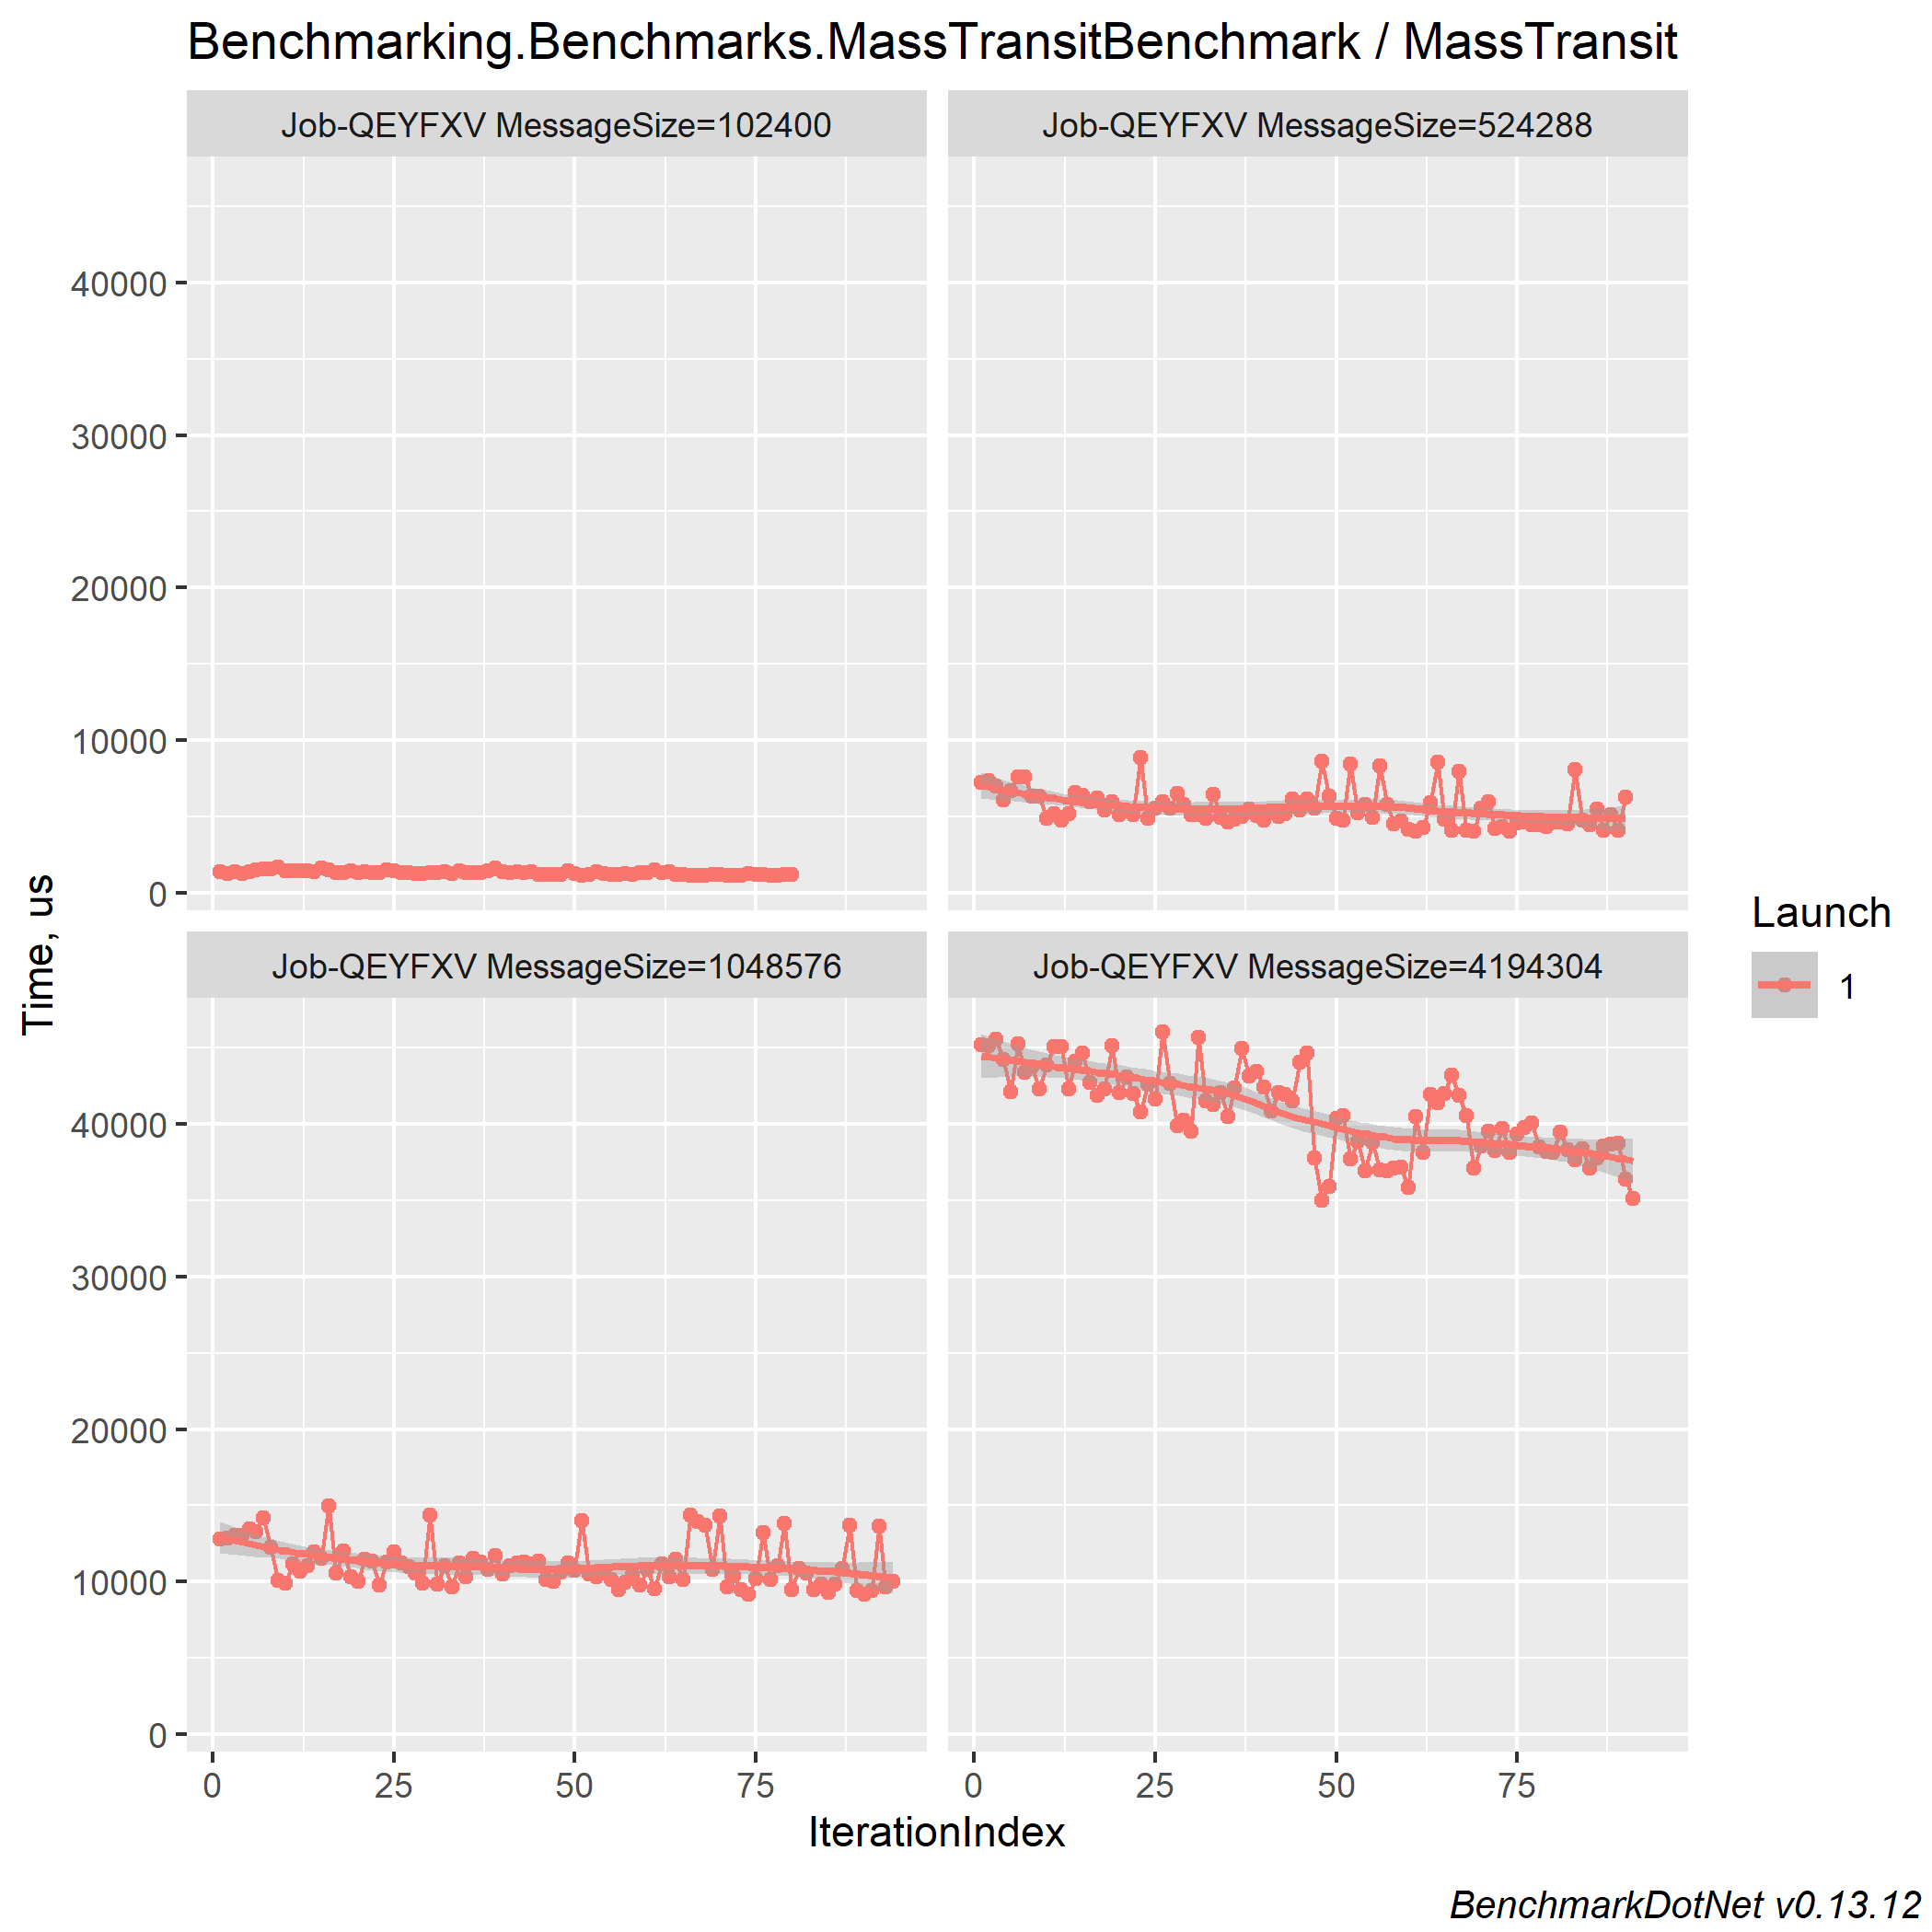 Benchmarking.Benchmarks.MassTransitBenchmark / MassTransit
Job-QEYFXV MessageSize=102400
Job-QEYFXV MessageSize=524288
40000
30000
20000
10000
0
Job-QEYFXV MessageSize=1048576
Job-QEYFXV MessageSize=4194304
40000
30000
20000
10000
0
Time, us
0 25 50 75
0 25 50 75
IterationIndex
Launch
1
BenchmarkDotNet v0.13.12